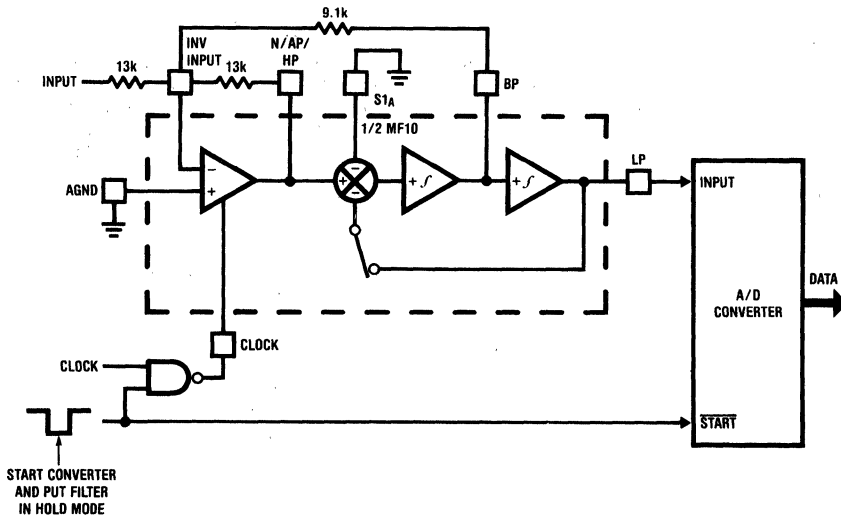 9.1k
INV
INPUT
N/AP/
HP
INPUT
13k
13k
S1A
BP
1/2 MF10
LP
AGND
INPUT
-
+
+
-
-
+ ∫
+ ∫
A/D
CONVERTER
DATA
CLOCK
CLOCK
START
START CONVERTER
AND PUT FILTER
IN HOLD MODE